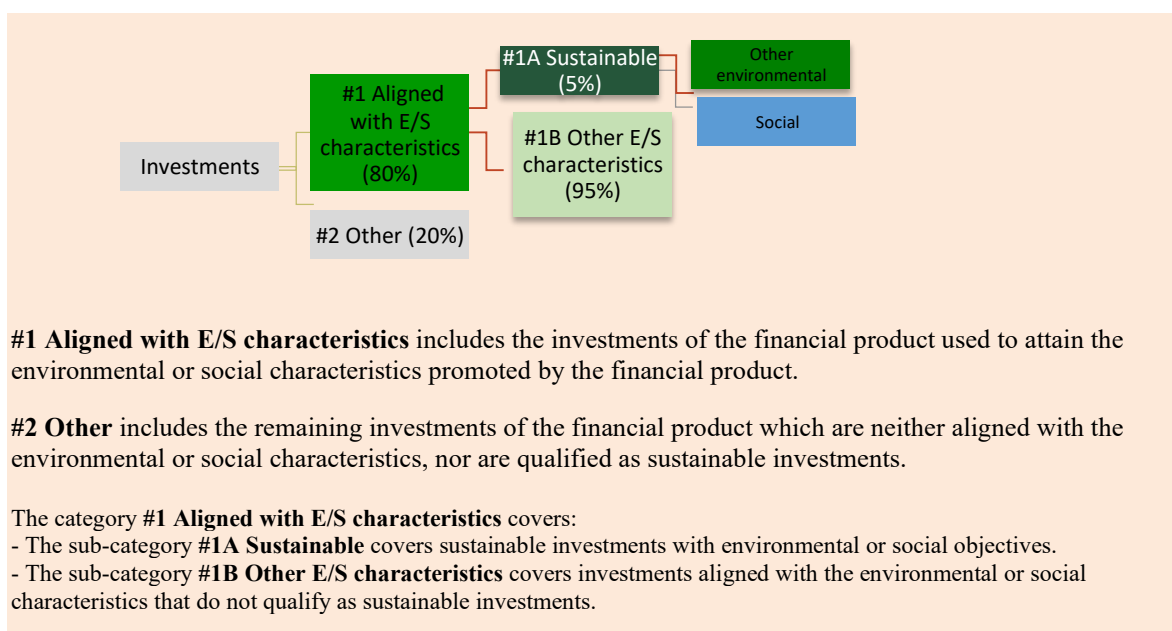 Investments
#1 Aligned
with E/S
characteristics
(80%)
#2 Other (20%)
#1A Sustainable
(5%)
#1B Other E/S
characteristics
(95%)
Other
environmental
Social
#1 Aligned with E/S characteristics includes the investments of the financial product used to attain the
environmental or social characteristics promoted by the financial product.
#2 Other includes the remaining investments of the financial product which are neither aligned with the
environmental or social characteristics, nor are qualified as sustainable investments.
The category #1 Aligned with E/S characteristics covers:
- The sub-category #1A Sustainable covers sustainable investments with environmental or social objectives.
- The sub-category #1B Other E/S characteristics covers investments aligned with the environmental or social
characteristics that do not qualify as sustainable investments.